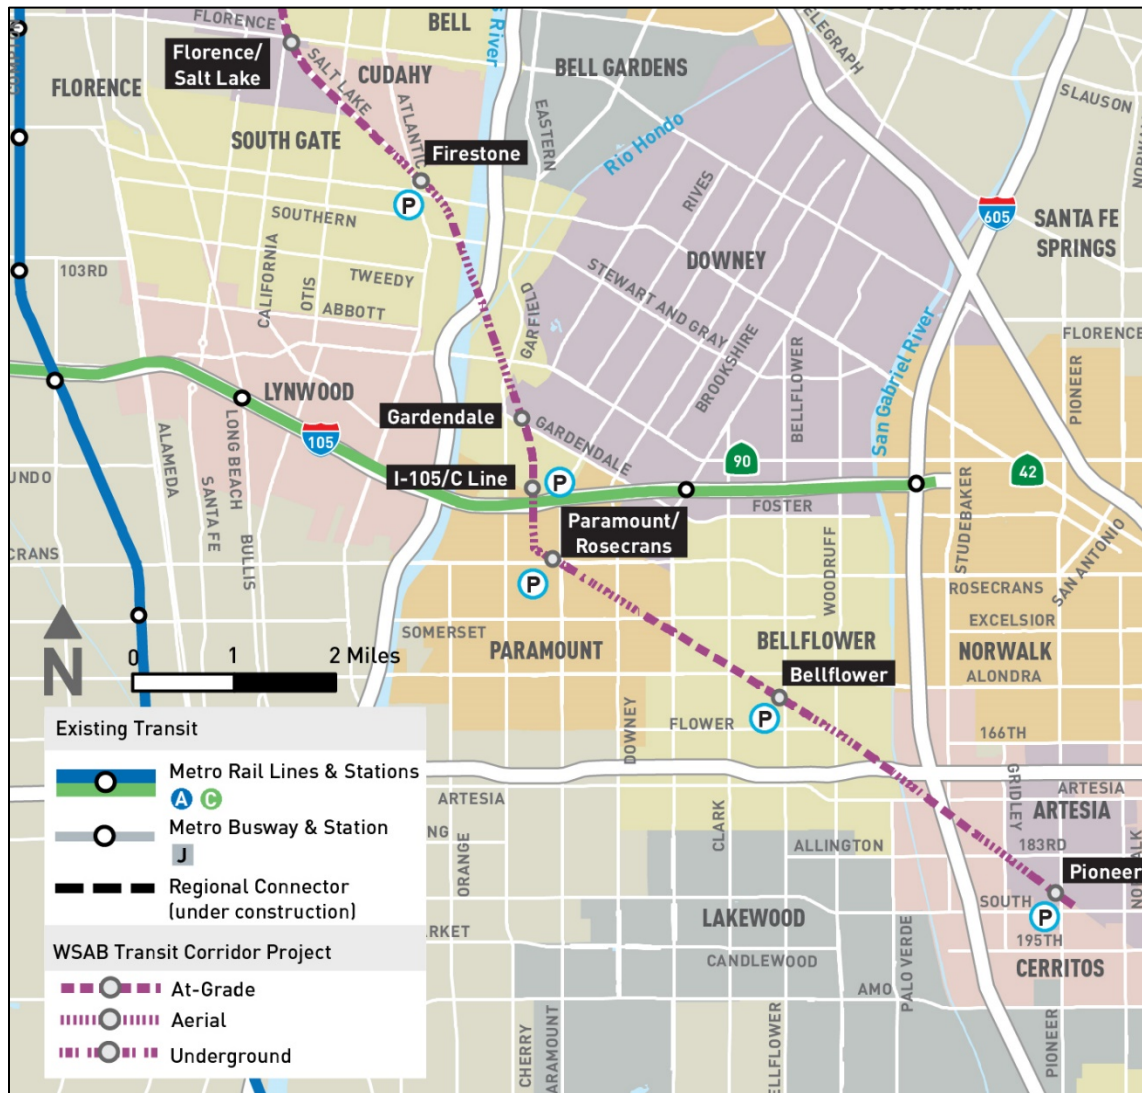 FLORENCE
BELL
River
TELEGRAPH
Florence/
Salt Lake
SALT LAKE
CUDAHY
BELL GARDENS
FLORENCE
SLAUSON
ATLANTIC
EASTERN
Rio Hondo
SOUTH GATE
Firestone
P
RIVES
605
SANTA FE
SPRINGS
SOUTHERN
DOWNEY
103RD
CALIFORNIA
OTIS
TWEEDY
ABBOTT
GARFIELD
STEWART AND GRAY
BROOKSHIRE
BELLFLOWER
San Gabriel River
FLORENCE
PIONEER
LYNWOOD
Gardendale
GARDENDALE
105
ALAMEDA
LONG BEACH
SANTA FE
BULLIS
I-105/C Line
P
90
42
UNDO
FOSTER
STUDEBAKER
SAN ANTONIO
Paramount/
Rosecrans
CRANS
P
WOODRUFF
ROSECRANS
EXCELSIOR
SOMERSET
PARAMOUNT
BELLFLOWER
NORWALK
ALONDRA
N
0 1 2 Miles
Bellflower
P
DOWNEY
FLOWER
166TH
GRIDLEY
ARTESIA
ARTESIA
ARTESIA
183RD
CLARK
ALLINGTON
ORANGE
NG
Pioneer
SOUTH
P
195TH
CERRITOS
LAKEWOOD
CANDLEWOOD
PALO VERDE
AMO
ARKET
CHERRY
PARAMOUNT
ELLFLOWER
PIONEER
Existing Transit
Metro Rail Lines & Stations
A C
Metro Busway & Station
J
Regional Connector
(under construction)
WSAB Transit Corridor Project
At-Grade
Aerial
Underground